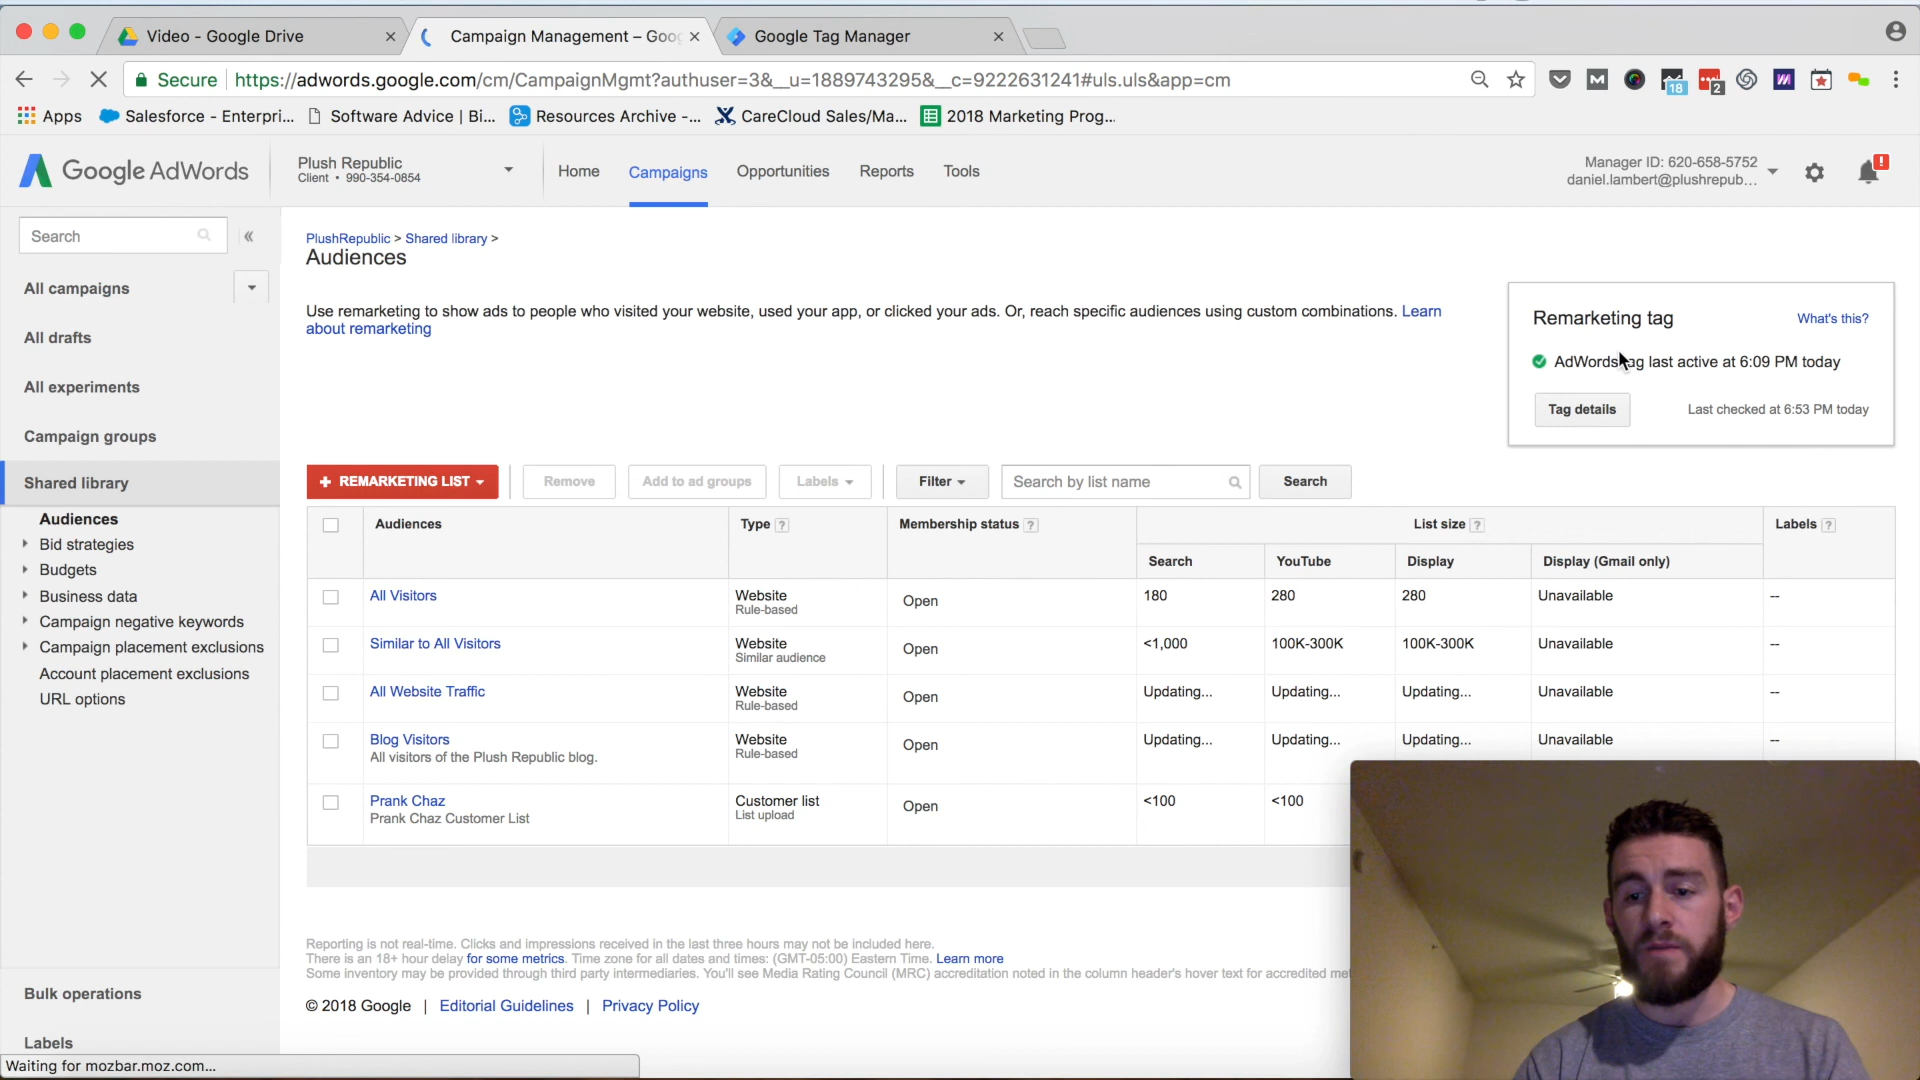 Video - Google Drive
Campaign Management – Goo
Google Tag Manager
Secure
https://adwords.google.com/cm/CampaignMgmt?authuser=3&__u=1889743295&__c=9222631241#uls.uls&app=cm
18
2
Apps
Salesforce - Enterpri...
Software Advice | Bi...
Resources Archive -...
CareCloud Sales/Ma...
2018 Marketing Prog...
Google AdWords
Plush Republic
Client • 990-354-0854
Home
Campaigns
Opportunities
Reports
Tools
Manager ID: 620-658-5752
daniel.lambert@plushrepub...
Search
All campaigns
All drafts
All experiments
Campaign groups
Shared library
Audiences
Bid strategies
Budgets
Business data
Campaign negative keywords
Campaign placement exclusions
Account placement exclusions
URL options
Bulk operations
Labels
PlushRepublic > Shared library >
Audiences
Use remarketing to show ads to people who visited your website, used your app, or clicked your ads. Or, reach specific audiences using custom combinations. Learn
about remarketing
Remarketing tag
What's this?
AdWords tag last active at 6:09 PM today
Tag details
Last checked at 6:53 PM today
+ REMARKETING LIST
Remove
Add to ad groups
Labels
Filter
Search by list name
Search
Audiences
Type ?
Membership status ?
List size ?
Labels ?
Search
YouTube
Display
Display (Gmail only)
All Visitors
Website
Rule-based
Open
180
280
280
Unavailable
--
Similar to All Visitors
Website
Similar audience
Open
<1,000
100K-300K
100K-300K
Unavailable
--
All Website Traffic
Website
Rule-based
Open
Updating...
Updating...
Updating...
Unavailable
--
Blog Visitors
All visitors of the Plush Republic blog.
Website
Rule-based
Open
Updating...
Updating...
Updating...
Unavailable
--
Prank Chaz
Prank Chaz Customer List
Customer list
List upload
Open
<100
<100
Reporting is not real-time. Clicks and impressions received in the last three hours may not be included here.
There is an 18+ hour delay for some metrics. Time zone for all dates and times: (GMT-05:00) Eastern Time. Learn more
Some inventory may be provided through third party intermediaries. You'll see Media Rating Council (MRC) accreditation noted in the column header's hover text for accredited
© 2018 Google | Editorial Guidelines | Privacy Policy
Waiting for mozbar.moz.com...